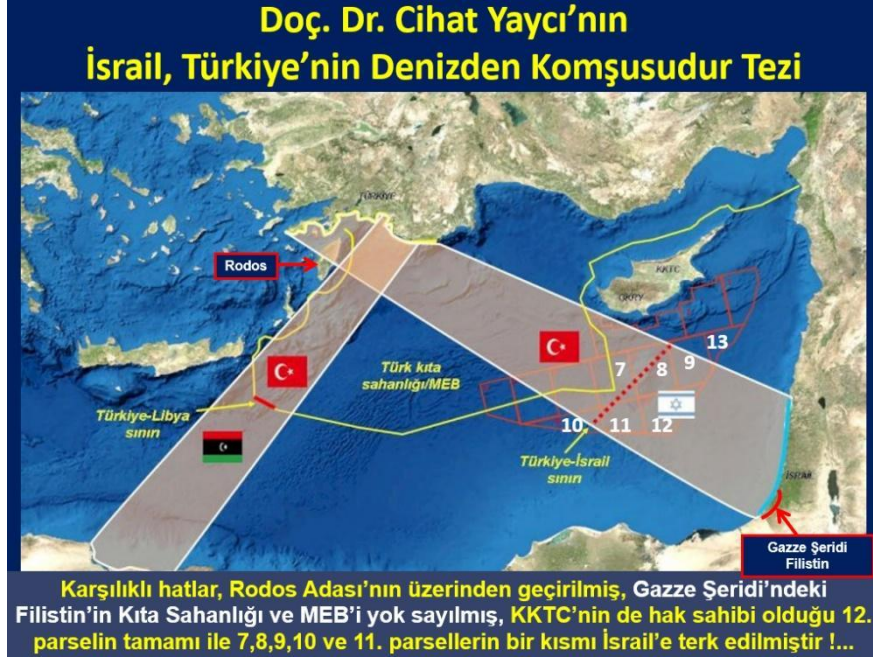 Doç. Dr. Cihat Yaycı’nın
İsrail, Türkiye’nin Denizden Komşusudur Tezi
TÜRKİYE
Rodos
KKTC
GKRY
13
Türk kıta
sahanlığı/MEB
7
8
9
Türkiye-Libya
sınırı
10
11
12
Türkiye-İsrail
sınırı
İSRAİL
Gazze Şeridi
Filistin
Karşılıklı hatlar, Rodos Adası’nın üzerinden geçirilmiş, Gazze Şeridi’ndeki
Filistin’in Kıta Sahanlığı ve MEB’i yok sayılmış, KKTC’nin de hak sahibi olduğu 12.
parselin tamamı ile 7,8,9,10 ve 11. parsellerin bir kısmı İsrail’e terk edilmiştir !...